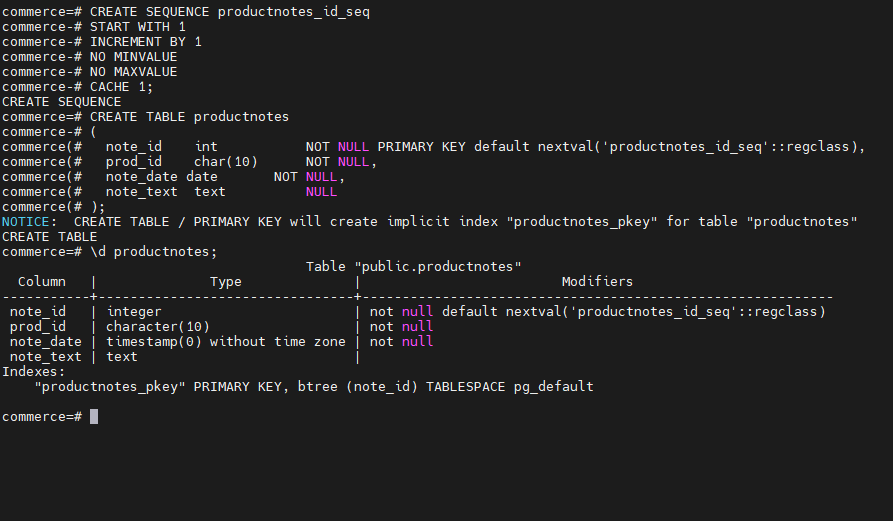 commerce=# CREATE SEQUENCE productnotes_id_seq
commerce-# START WITH 1
commerce-# INCREMENT BY 1
commerce-# NO MINVALUE
commerce-# NO MAXVALUE
commerce-# CACHE 1;
CREATE SEQUENCE
commerce=# CREATE TABLE productnotes
commerce-# (
commerce(#   note_id    int           NOT NULL PRIMARY KEY default nextval('productnotes_id_seq'::regclass),
commerce(#   prod_id    char(10)      NOT NULL,
commerce(#   note_date date       NOT NULL,
commerce(#   note_text  text          NULL
commerce(# );
NOTICE:  CREATE TABLE / PRIMARY KEY will create implicit index "productnotes_pkey" for table "productnotes"
CREATE TABLE
commerce=# \d productnotes;
                                      Table "public.productnotes"
  Column   |              Type              |                         Modifiers
-----------+--------------------------------+-----------------------------------------------------------
 note_id   | integer                        | not null default nextval('productnotes_id_seq'::regclass)
 prod_id   | character(10)                  | not null
 note_date | timestamp(0) without time zone | not null
 note_text | text                           |
Indexes:
    "productnotes_pkey" PRIMARY KEY, btree (note_id) TABLESPACE pg_default
commerce=#